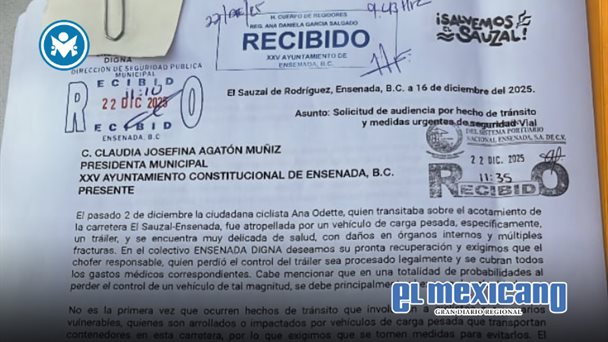 22/DIC/25
9:43 Hrz
H. CUERPO DE REGIDORES
REG. ANA DANIELA GARCIA SALGADO
RECIBIDO
XXV AYUNTAMIENTO DE
ENSENADA, B.C.
¡SALVEMOS
EL SAUZAL!
DIGNA
DIRECCION DE SEGURIDAD PUBLICA
MUNICIPAL
RECIBID
11:10
22 DIC 2025
RECIBID
ENSENADA, B.C.
R O
El Sauzal de Rodríguez, Ensenada, B.C. a 16 de diciembre del 2025.
Asunto: Solicitud de audiencia por hecho de tránsito
y medidas urgentes de seguridad Vial
DEL SISTEMA PORTUARIO
NACIONAL ENSENADA, S.A. DE C.V.
22 DIC. 2025
11:35
RECIBIDO
R O
C. CLAUDIA JOSEFINA AGATÓN MUÑIZ
PRESIDENTA MUNICIPAL
XXV AYUNTAMIENTO CONSTITUCIONAL DE ENSENADA, B.C.
PRESENTE
El pasado 2 de diciembre la ciudadana ciclista Ana Odette, quien transitaba sobre el acotamiento de
la carretera El Sauzal-Ensenada, fue atropellada por un vehículo de carga pesada, específicamente,
un tráiler, y se encuentra muy delicada de salud, con daños en órganos internos y múltiples
fracturas. En el colectivo ENSENADA DIGNA deseamos su pronta recuperación y exigimos que el
chofer responsable, quien perdió el control del tráiler sea procesado legalmente y se cubran todos
los gastos médicos correspondientes. Cabe mencionar que en una totalidad de probabilidades al
perder el control de un vehículo de tal magnitud, se debe principalmente
No es la primera vez que ocurren hechos de tránsito que
vulnerables, quienes son arrollados o impactados por vehículos de carga pesada que transportan
contenedores en esta carretera, por lo que exigimos que se tomen medidas para evitarlos. El
EL MEXICANO
GRAN DIARIO REGIONAL